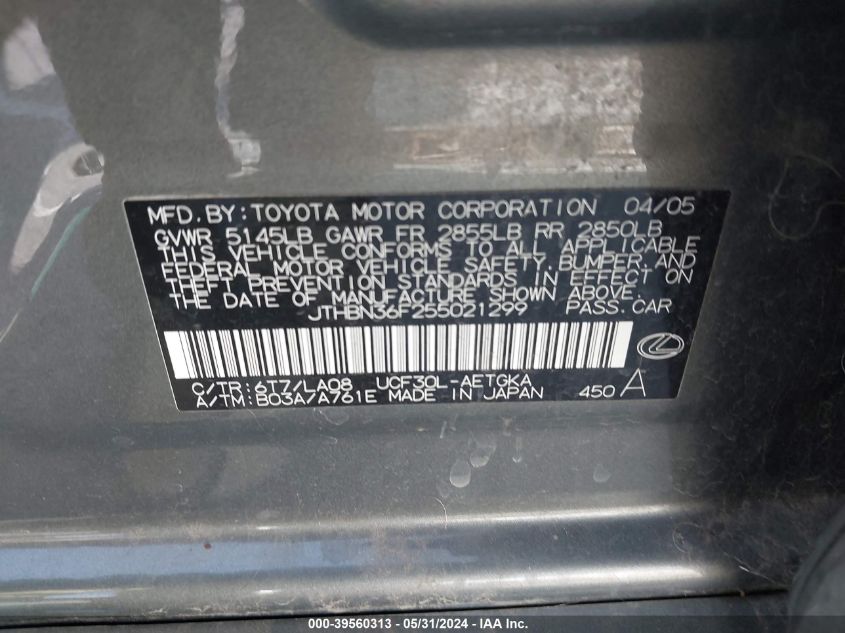 MFD. BY: TOYOTA MOTOR CORPORATION 04/05
GVWR 5145LB GAWR FR 2855LB RR 2850LB
THIS VEHICLE CONFORMS TO ALL APPLICABLE
FEDERAL MOTOR VEHICLE SAFETY, BUMPER, AND
THEFT PREVENTION STANDARDS IN EFFECT ON
THE DATE OF MANUFACTURE SHOWN ABOVE.
JTHBN36F255021299 PASS. CAR
C/TR: 6T7/LA08 UCF30L-AETGKA
A/TM: B03A/A761E MADE IN JAPAN 450 A
000-39560313 / 05/31/2024 - IAA Inc.